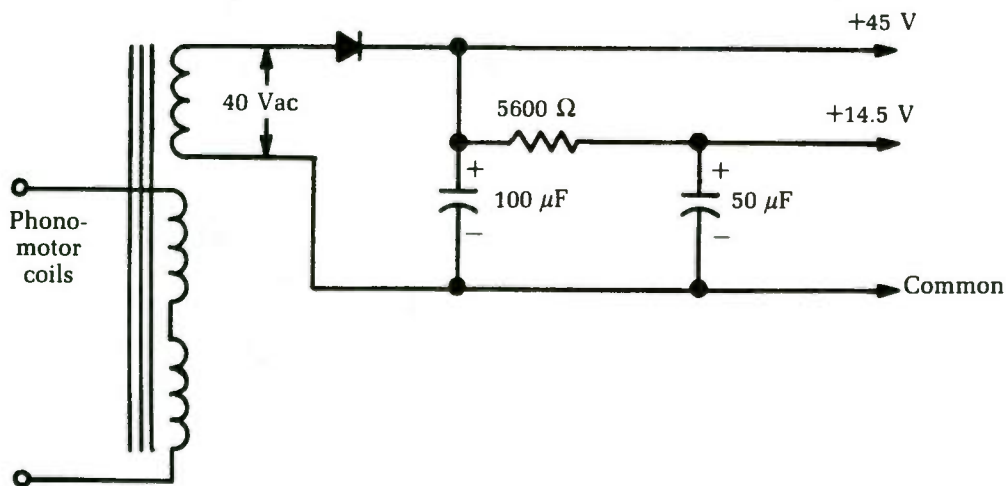 +45 V
40 Vac
5600 Ω
+14.5 V
+
100 μF
−
+
50 μF
−
Phono-
motor
coils
Common